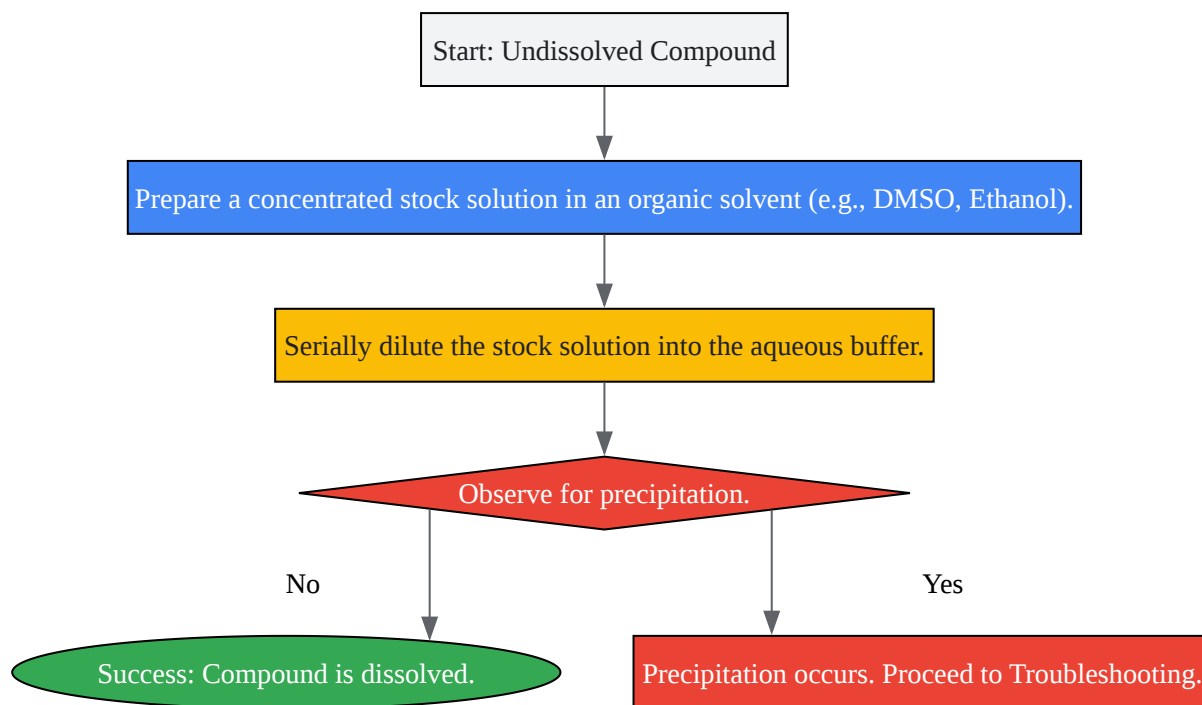 Start: Undissolved Compound
Prepare a concentrated stock solution in an organic solvent (e.g., DMSO, Ethanol).
Serially dilute the stock solution into the aqueous buffer.
Observe for precipitation.
No
Yes
Success: Compound is dissolved.
Precipitation occurs. Proceed to Troubleshooting.